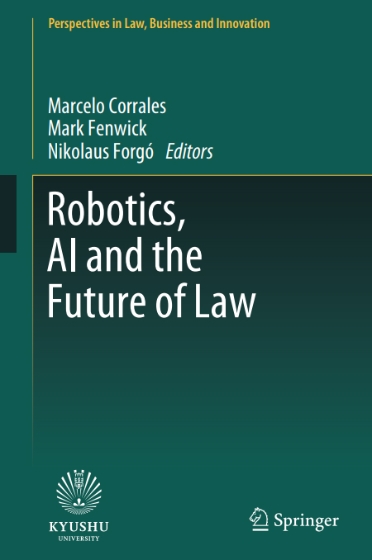 Perspectives in Law, Business and Innovation
Marcelo Corrales
Mark Fenwick
Nikolaus Forgó Editors
Robotics,
AI and the
Future of Law
KYUSHU
UNIVERSITY
Springer